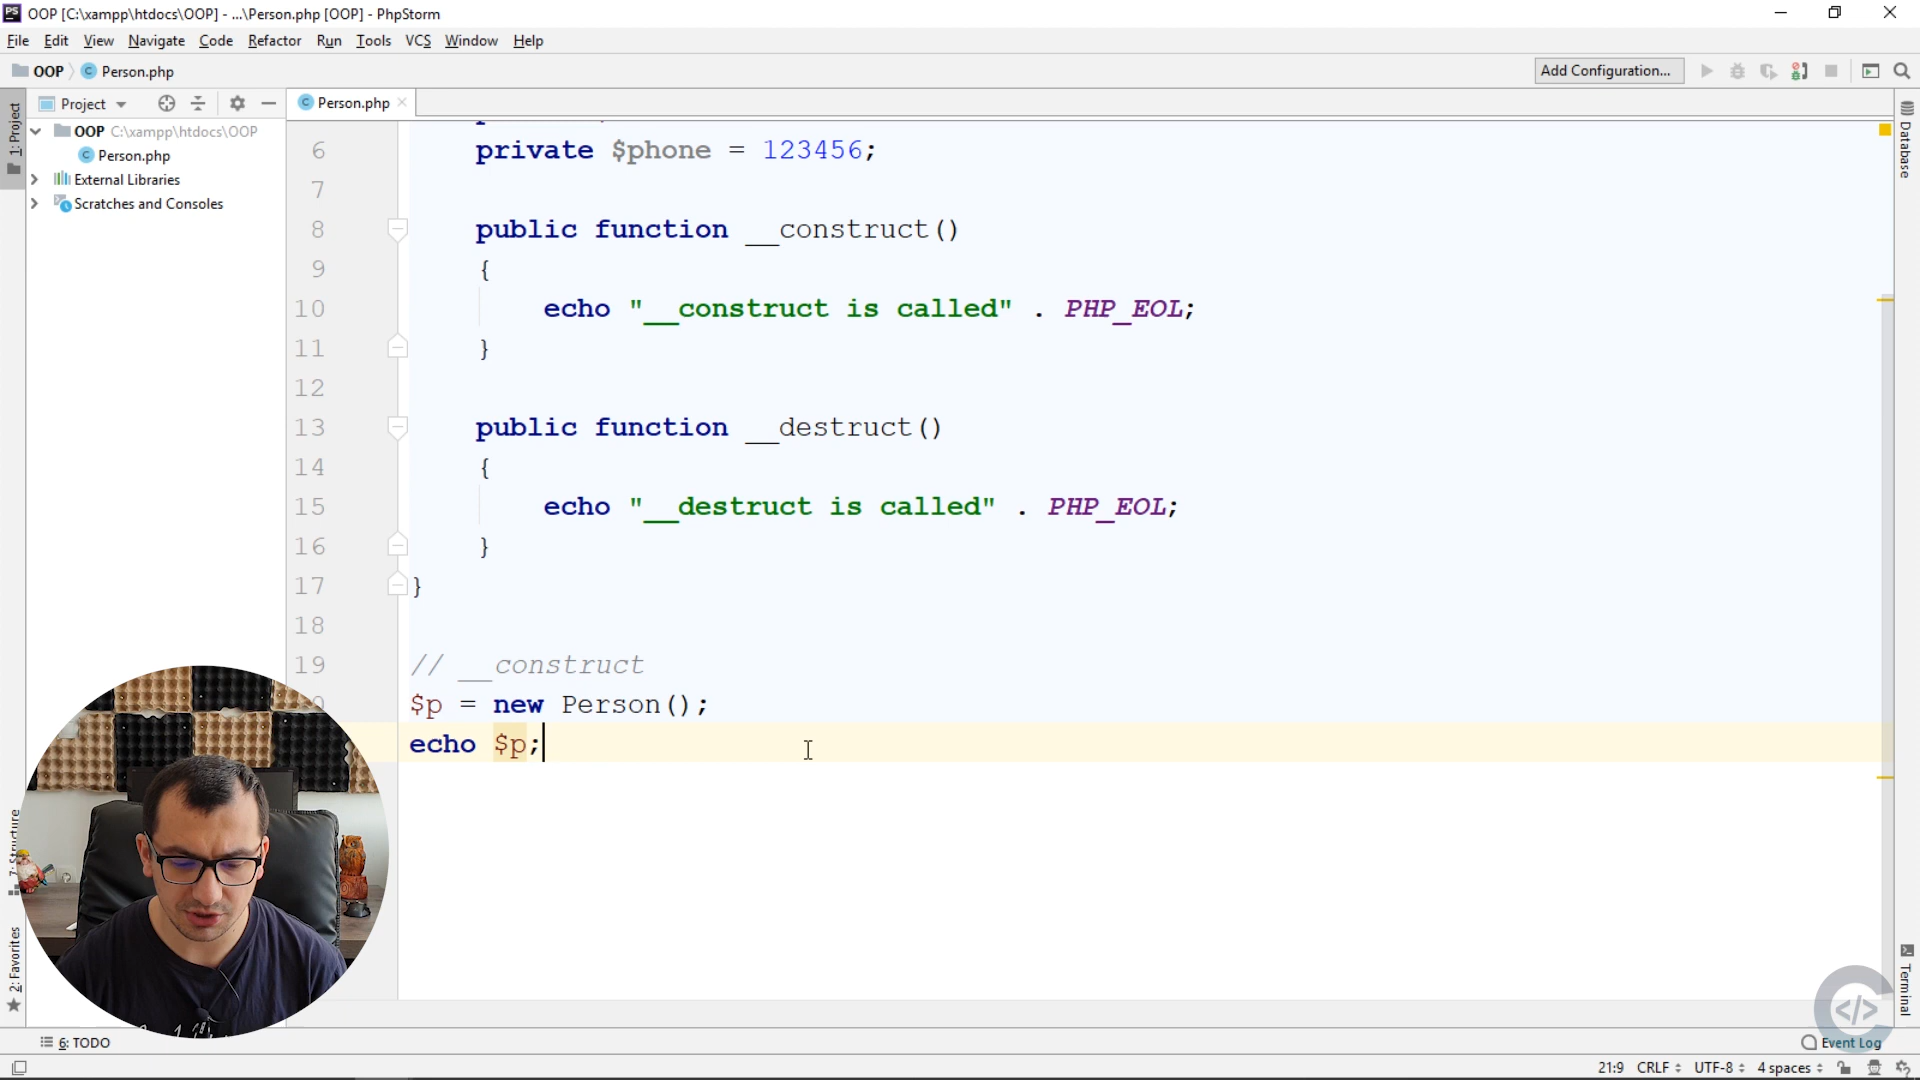 OOP [C:\xampp\htdocs\OOP] - ...\Person.php [OOP] - PhpStorm
File Edit View Navigate Code Refactor Run Tools VCS Window Help
OOP Person.php
Add Configuration...
1: Project
Project
Person.php
OOP C:\xampp\htdocs\OOP
Person.php
External Libraries
Scratches and Consoles
6 private $phone = 123456;
7
8 public function __construct()
9 {
10 echo "__construct is called" . PHP_EOL;
11 }
12
13 public function __destruct()
14 {
15 echo "__destruct is called" . PHP_EOL;
16 }
17 }
18
19 // __construct
$p = new Person();
echo $p;
Database
7: Structure
2: Favorites
Terminal
</>
6: TODO
Event Log
21:9 CRLF UTF-8 4 spaces